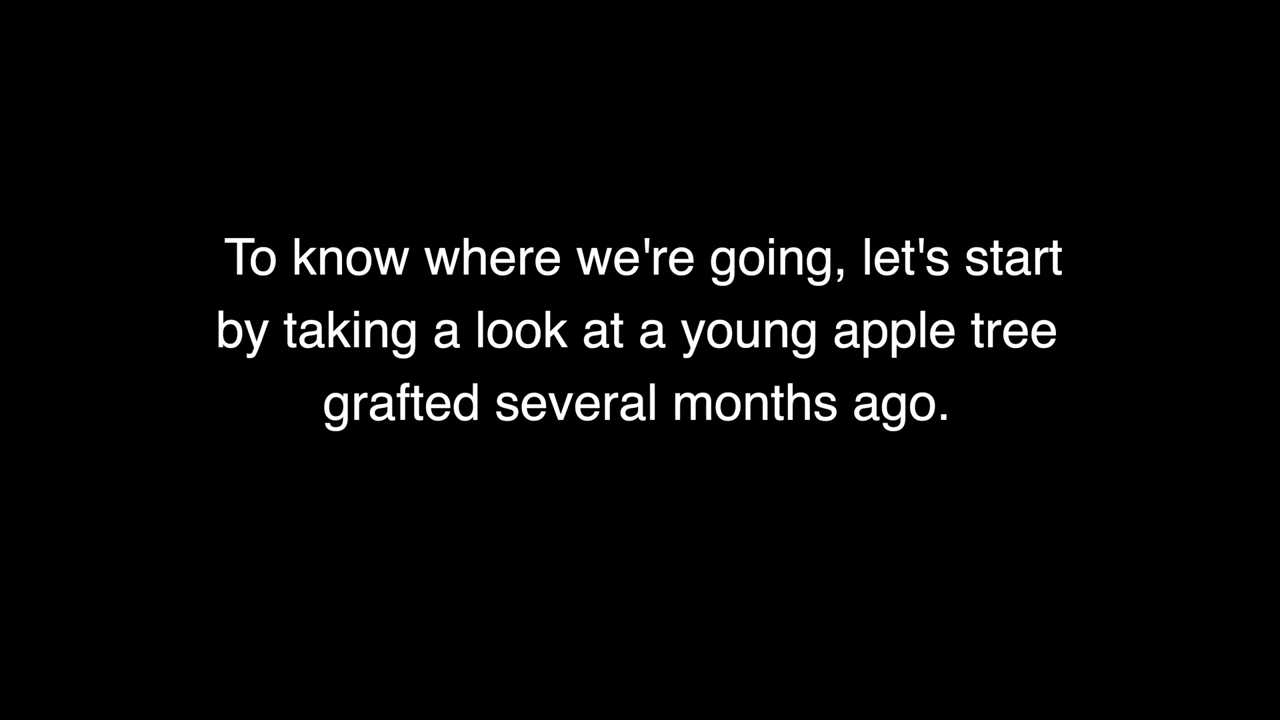 To know where we're going, let's start
by taking a look at a young apple tree
grafted several months ago.